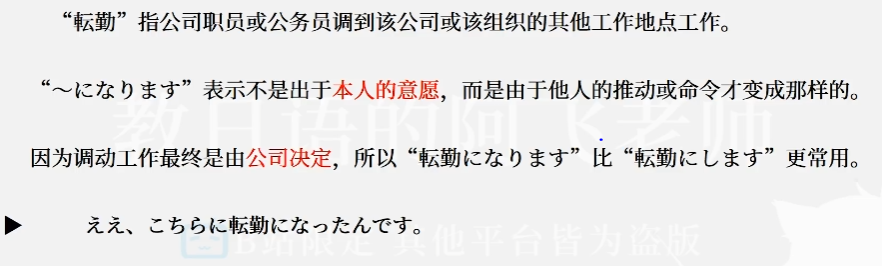 “転勤”指公司职员或公务员调到该公司或该组织的其他工作地点工作。
“～になります”表示不是出于本人的意愿，而是由于他人的推动或命令才变成那样的。
教日语的阿飞老师
因为调动工作最终是由公司决定，所以“転勤になります”比“転勤にします”更常用。
▶ ええ、こちらに転勤になったんです。
B站限定 其他平台皆为盗版